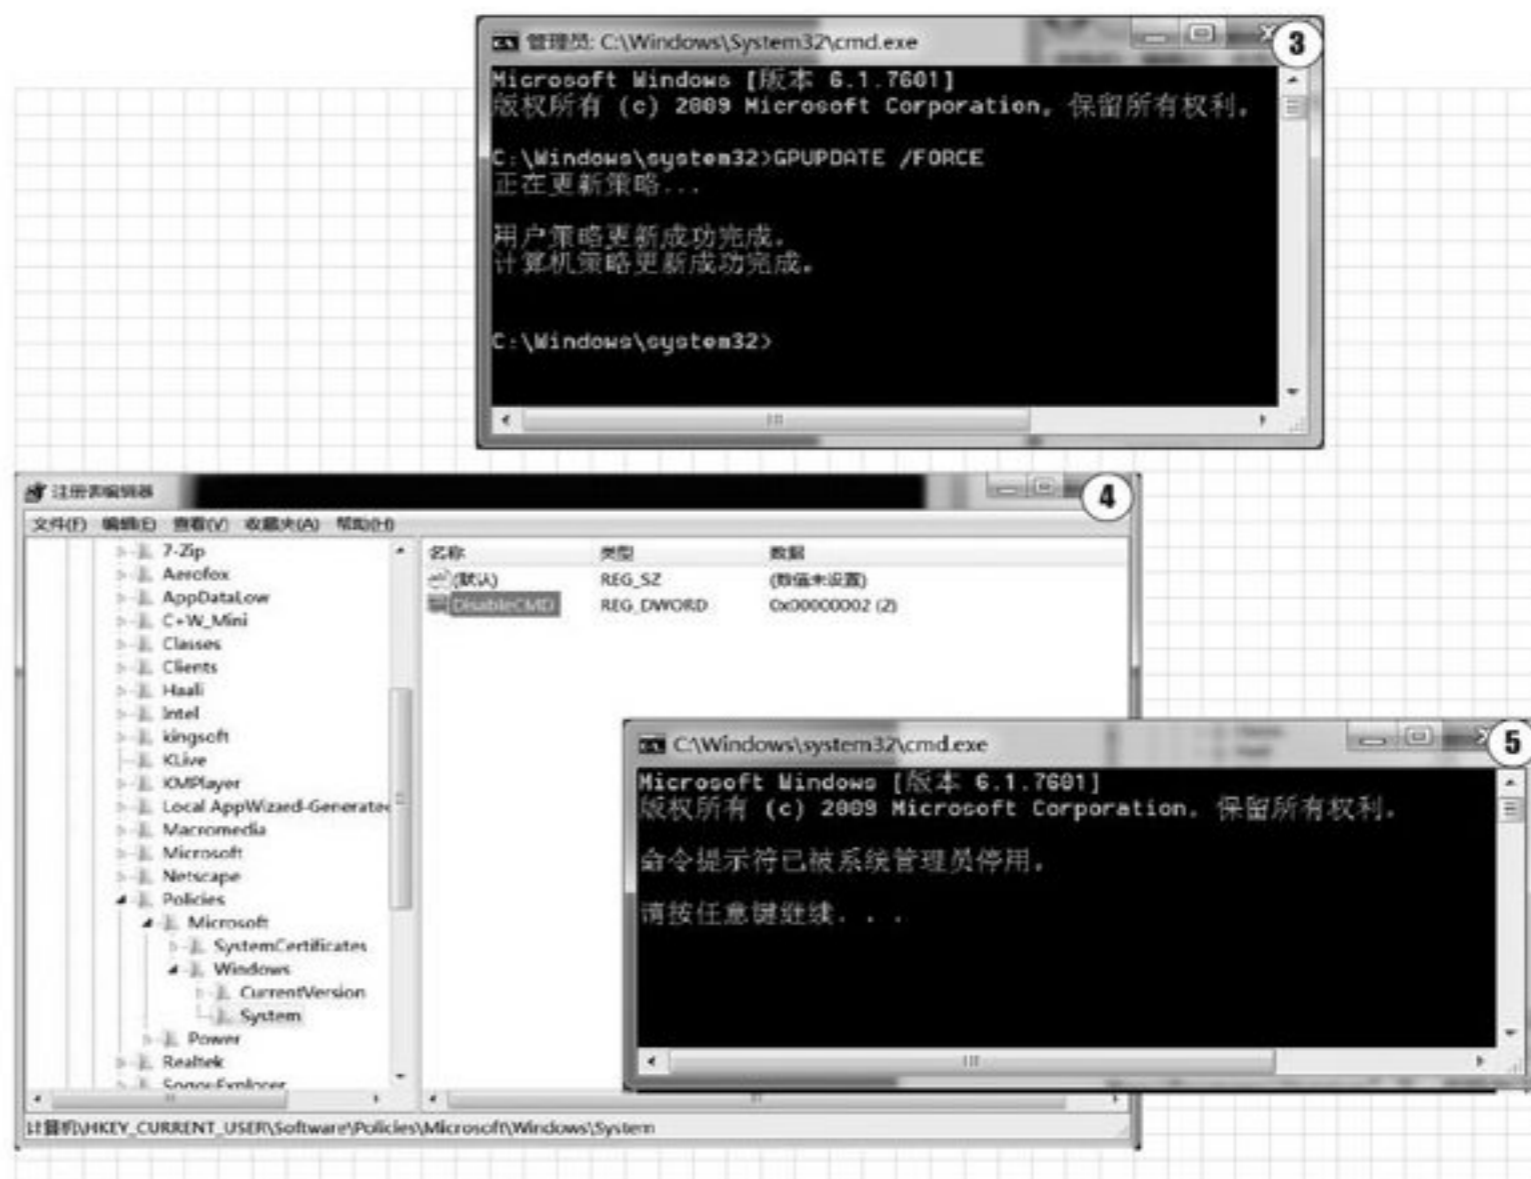 管理员: C:\Windows\System32\cmd.exe
3
Microsoft Windows [版本 6.1.7601]
版权所有 (c) 2009 Microsoft Corporation。保留所有权利。
C:\Windows\system32>GPUPDATE /FORCE
正在更新策略...
用户策略更新成功完成。
计算机策略更新成功完成。
C:\Windows\system32>
注册表编辑器
4
文件(F) 编辑(E) 查看(V) 收藏夹(A) 帮助(H)
7-Zip
Aerofox
AppDataLow
C+W_Mini
Classes
Clients
Haali
Intel
kingsoft
KLive
KMPlayer
Local AppWizard-Generated
Macromedia
Microsoft
Netscape
Policies
Microsoft
SystemCertificates
Windows
CurrentVersion
System
Power
Realtek
SogouExplorer
名称 类型 数据
(默认) REG_SZ (数值未设置)
DisableCMD REG_DWORD 0x00000002 (2)
计算机\HKEY_CURRENT_USER\Software\Policies\Microsoft\Windows\System
C:\Windows\system32\cmd.exe
5
Microsoft Windows [版本 6.1.7601]
版权所有 (c) 2009 Microsoft Corporation。保留所有权利。
命令提示符已被系统管理员停用。
请按任意键继续. . .